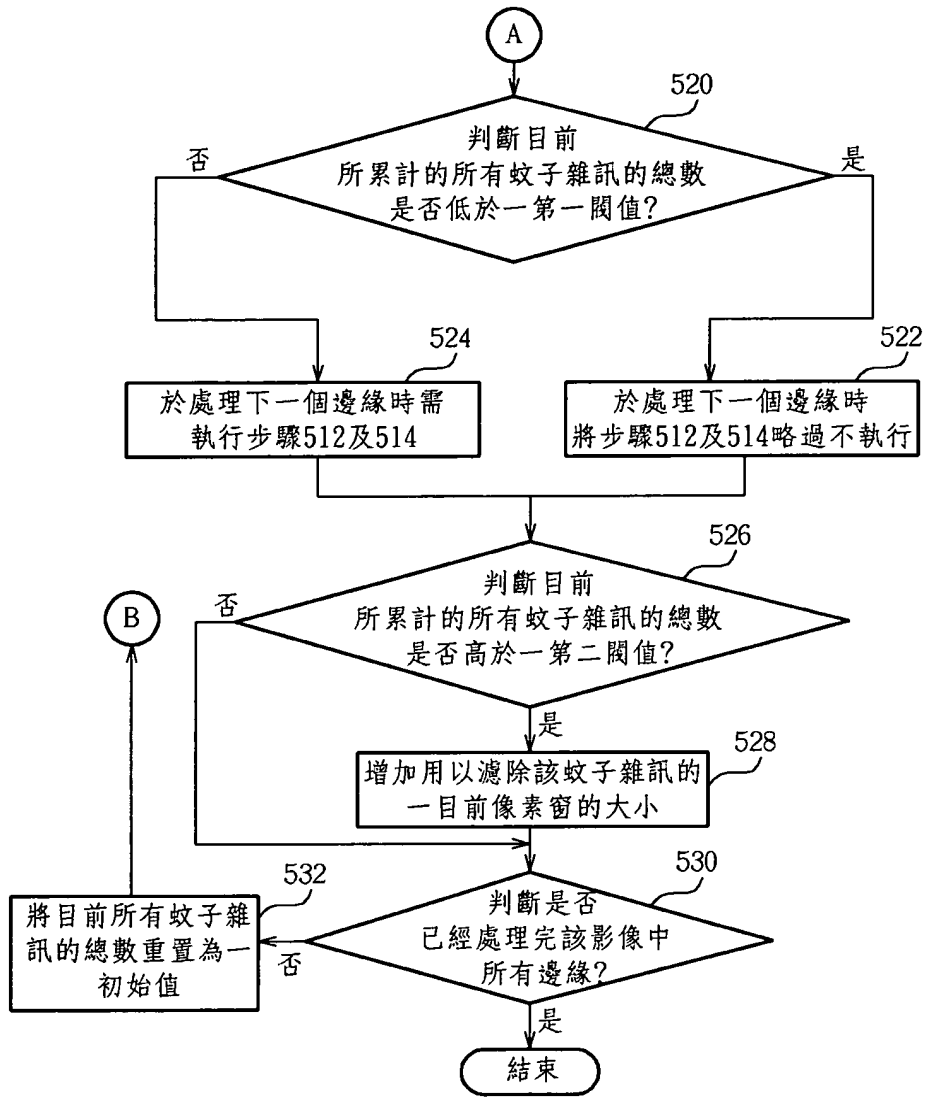 A
520
判斷目前
所累計的所有蚊子雜訊的總數
是否低於一第一閥值?
否
是
524
於處理下一個邊緣時需
執行步驟512及514
522
於處理下一個邊緣時
將步驟512及514略過不執行
526
判斷目前
所累計的所有蚊子雜訊的總數
是否高於一第二閥值?
否
B
是
528
增加用以濾除該蚊子雜訊的
一目前像素窗的大小
530
判斷是否
已經處理完該影像中
所有邊緣?
532
將目前所有蚊子雜
訊的總數重置為一
初始值
否
是
結束